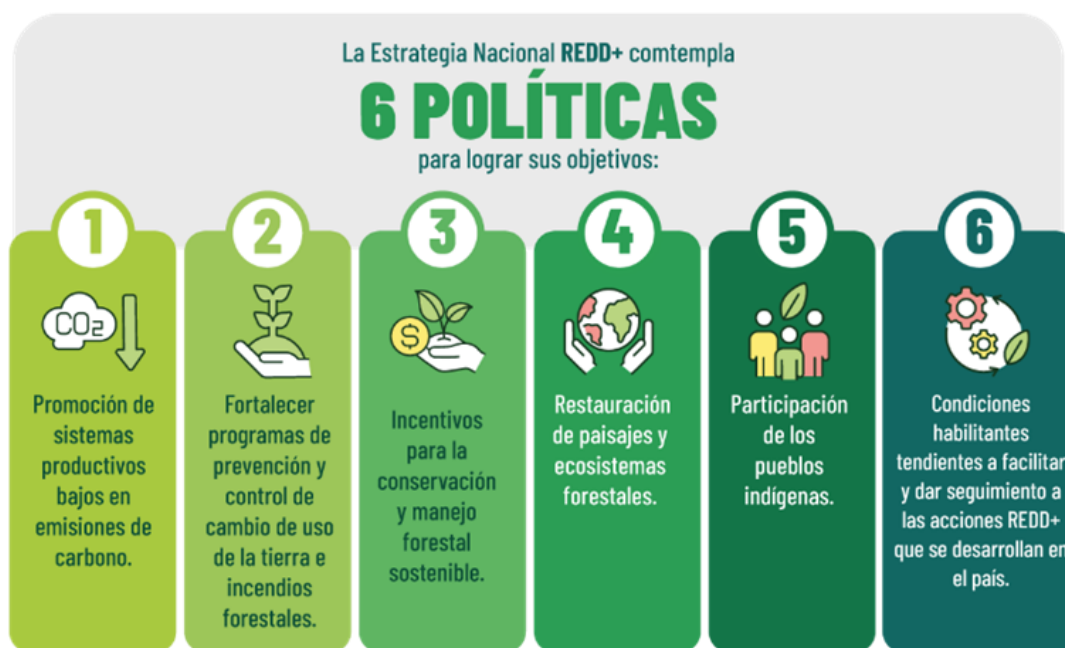 La Estrategia Nacional REDD+ comtempla
6 POLÍTICAS
para lograr sus objetivos:
1
CO2
Promoción de
sistemas
productivos
bajos en
emisiones de
carbono.
2
Fortalecer
programas de
prevención y
control de
cambio de uso
de la tierra e
incendios
forestales.
3
$
Incentivos
para la
conservación
y manejo
forestal
sostenible.
4
Restauración
de paisajes y
ecosistemas
forestales.
5
Participación
de los
pueblos
indígenas.
6
Condiciones
habilitantes
tendientes a facilitar
y dar seguimiento a
las acciones REDD+
que se desarrollan en
el país.